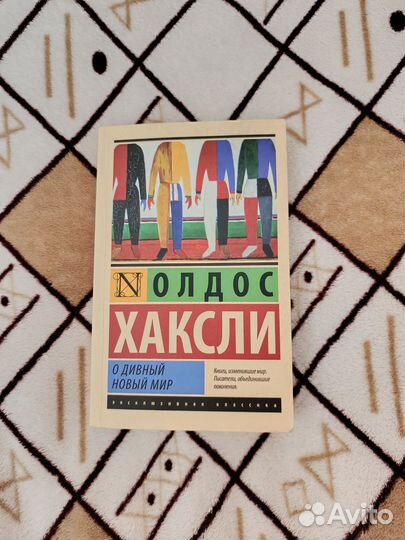 N ОЛДОС
ХАКСЛИ
О ДИВНЫЙ
НОВЫЙ МИР
Книги, изменившие мир.
Писатели, объединившие
поколения.
ЭКСКЛЮЗИВНАЯ КЛАССИКА
Avito